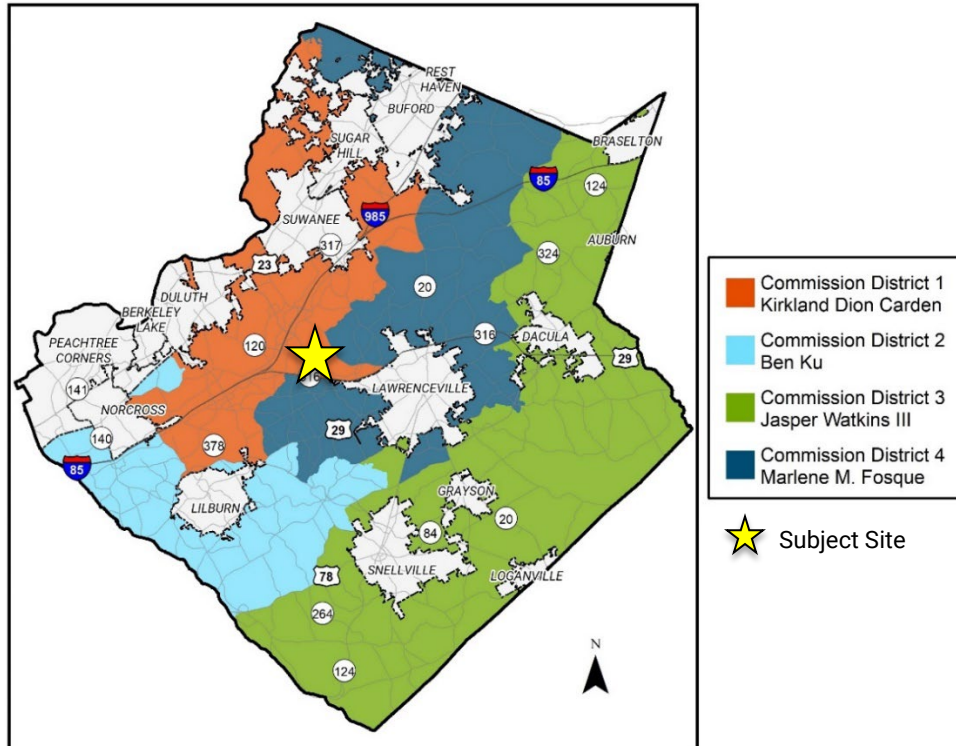 REST
HAVEN
BUFORD
SUGAR
HILL
BRASELTON
85
124
SUWANEE
985
317
AUBURN
324
23
20
DULUTH
BERKELEY
LAKE
PEACHTREE
CORNERS
120
316
DACULA
29
141
16
LAWRENCEVILLE
NORCROSS
29
140
378
85
LILBURN
GRAYSON
20
84
SNELLVILLE
LOGANVILLE
78
264
124
N
Commission District 1
Kirkland Dion Carden
Commission District 2
Ben Ku
Commission District 3
Jasper Watkins III
Commission District 4
Marlene M. Fosque
Subject Site